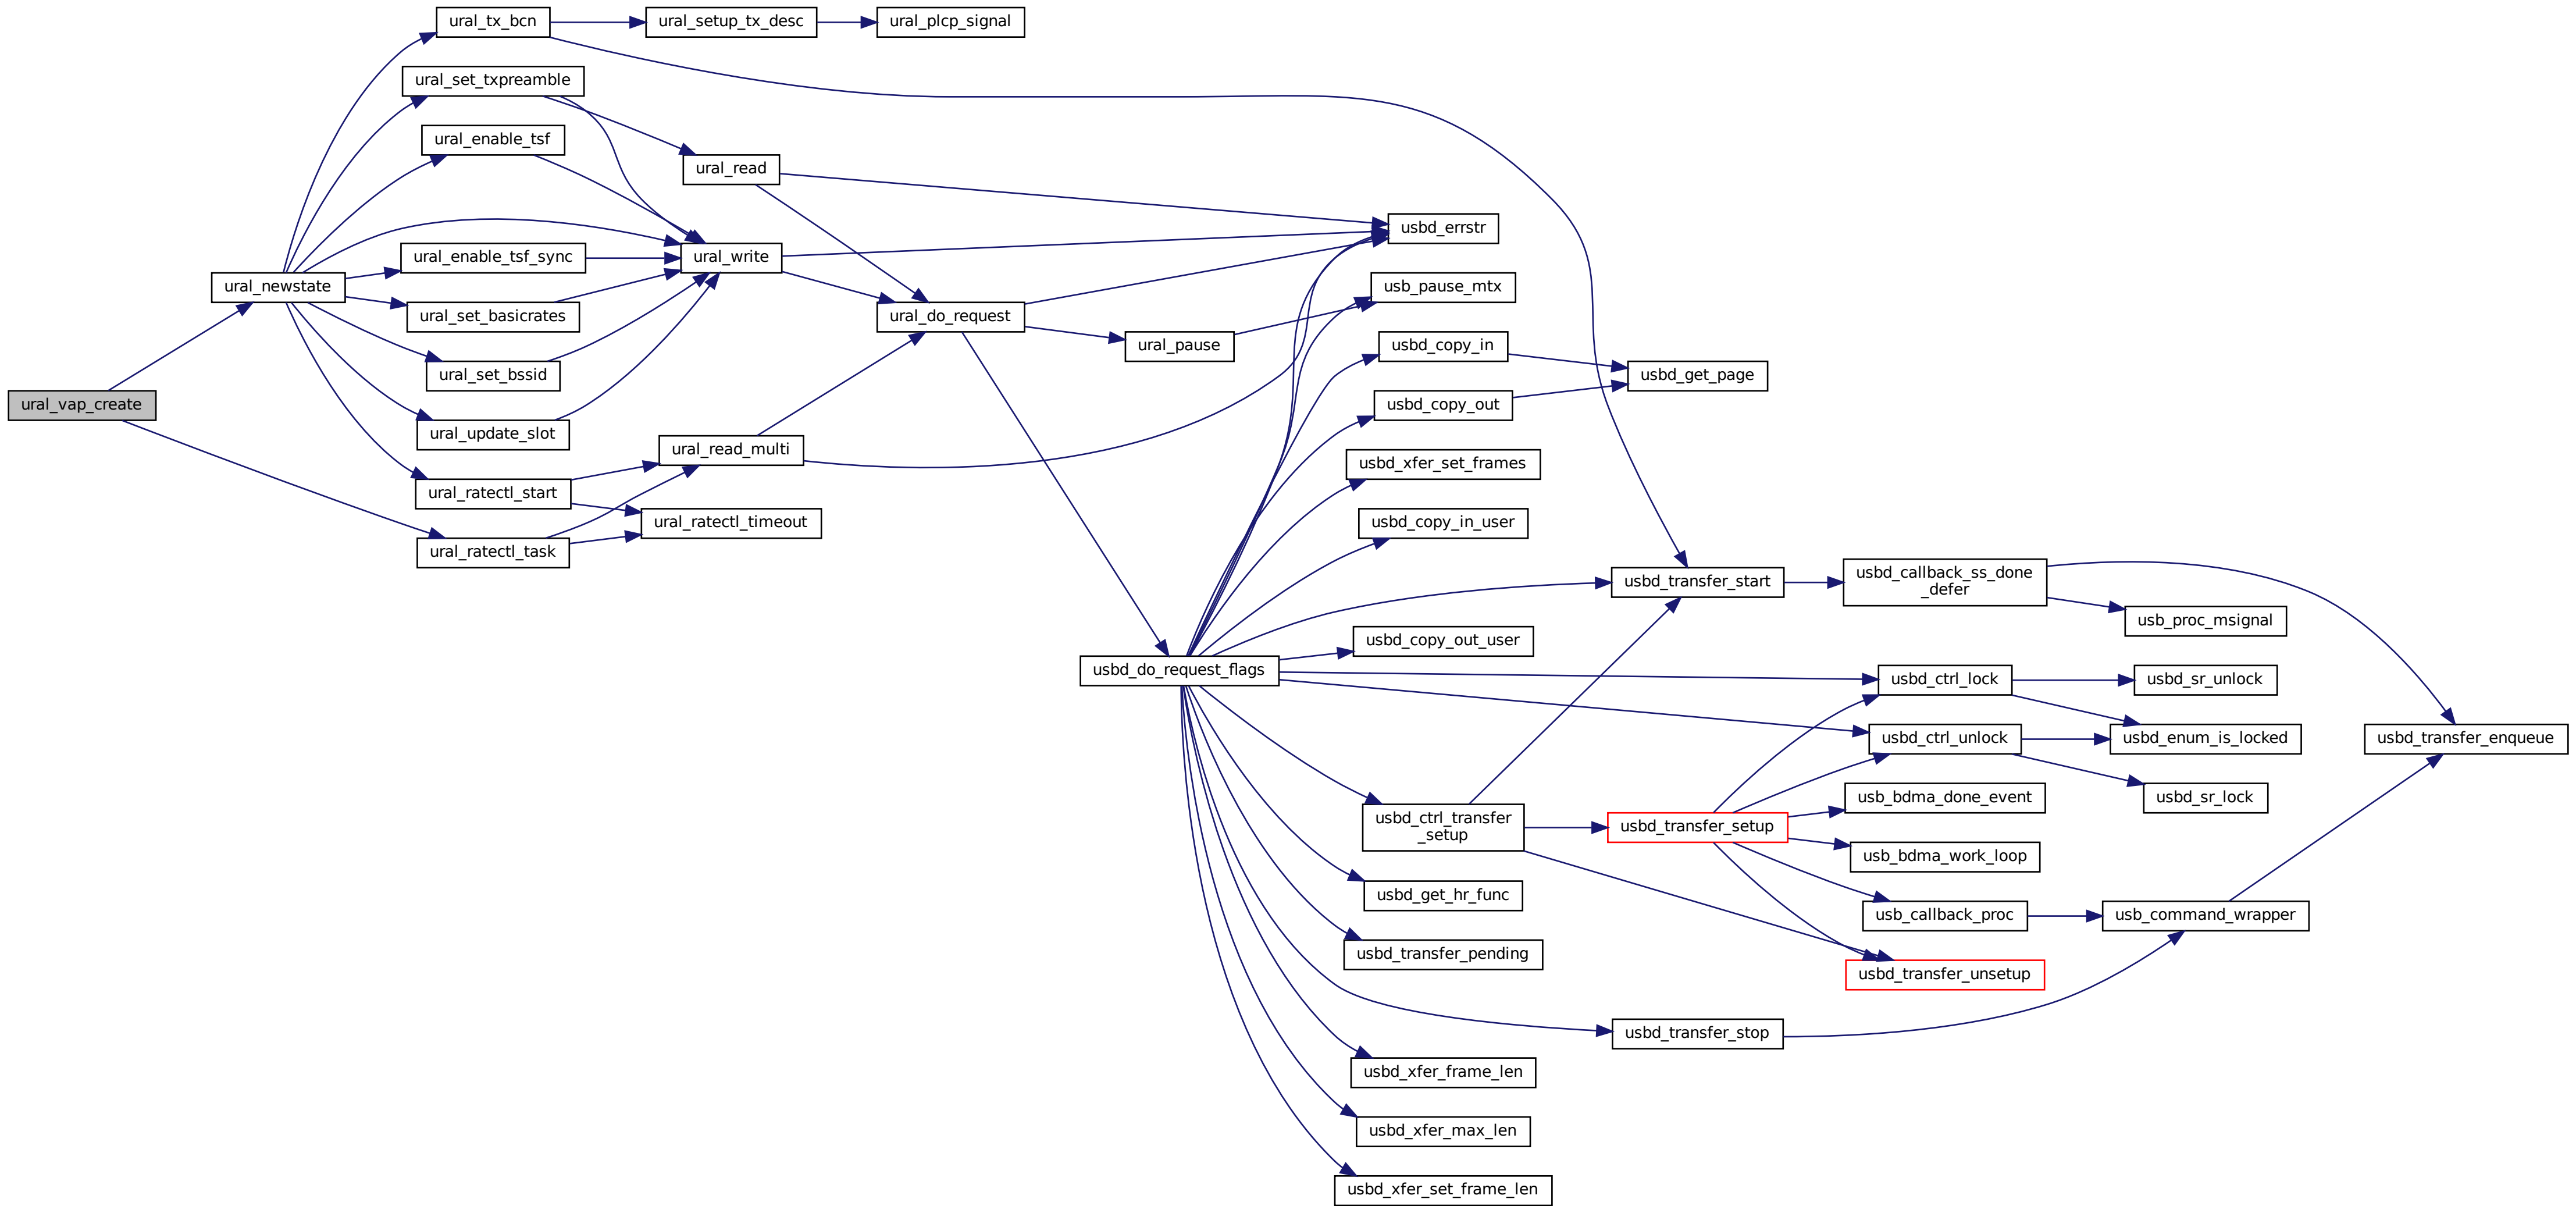 ural_tx_bcn
ural_setup_tx_desc
ural_plcp_signal
ural_set_txpreamble
ural_enable_tsf
ural_read
usbd_errstr
ural_enable_tsf_sync
ural_write
ural_newstate
usb_pause_mtx
ural_set_basicrates
ural_do_request
ural_pause
usbd_copy_in
ural_set_bssid
usbd_get_page
ural_vap_create
usbd_copy_out
ural_update_slot
ural_read_multi
usbd_xfer_set_frames
ural_ratectl_start
ural_ratectl_timeout
usbd_copy_in_user
ural_ratectl_task
usbd_transfer_start
usbd_callback_ss_done
_defer
usb_proc_msignal
usbd_copy_out_user
usbd_do_request_flags
usbd_ctrl_lock
usbd_sr_unlock
usbd_ctrl_unlock
usbd_enum_is_locked
usbd_transfer_enqueue
usb_bdma_done_event
usbd_sr_lock
usbd_ctrl_transfer
_setup
usbd_transfer_setup
usb_bdma_work_loop
usbd_get_hr_func
usb_callback_proc
usb_command_wrapper
usbd_transfer_pending
usbd_transfer_unsetup
usbd_transfer_stop
usbd_xfer_frame_len
usbd_xfer_max_len
usbd_xfer_set_frame_len